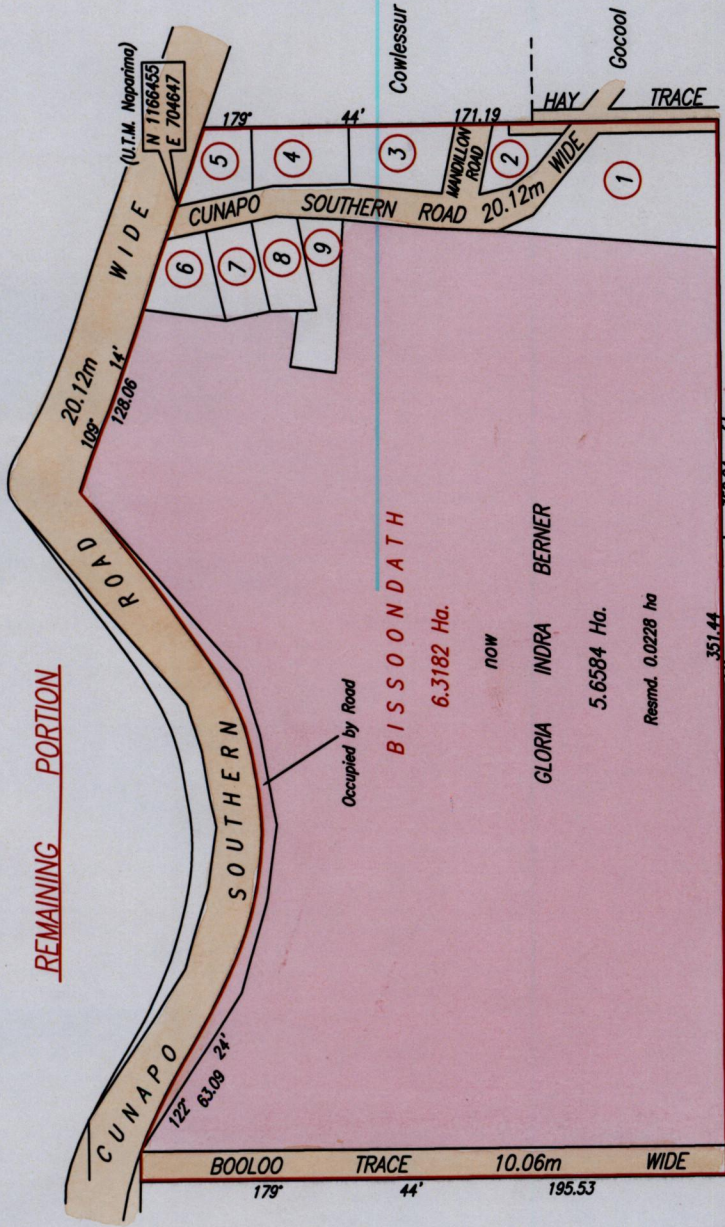 REMAINING PORTION
(U.T.M. Naparima)
N 1166455
E 704647
CUNAPO SOUTHERN ROAD 20.12m WIDE
109° 14'
128.06
122° 24'
63.09
Occupied by Road
6
7
8
9
5
4
3
2
1
CUNAPO SOUTHERN ROAD 20.12m WIDE
MANDILLON
ROAD
179° 44' 171.19
Cowlessur
HAY TRACE
Gocool
BISSOONDATH
6.3182 Ha.
now
GLORIA INDRA BERNER
5.6584 Ha.
Resmd. 0.0228 ha
351.44
BOOLOO TRACE 10.06m WIDE
179° 44' 195.53